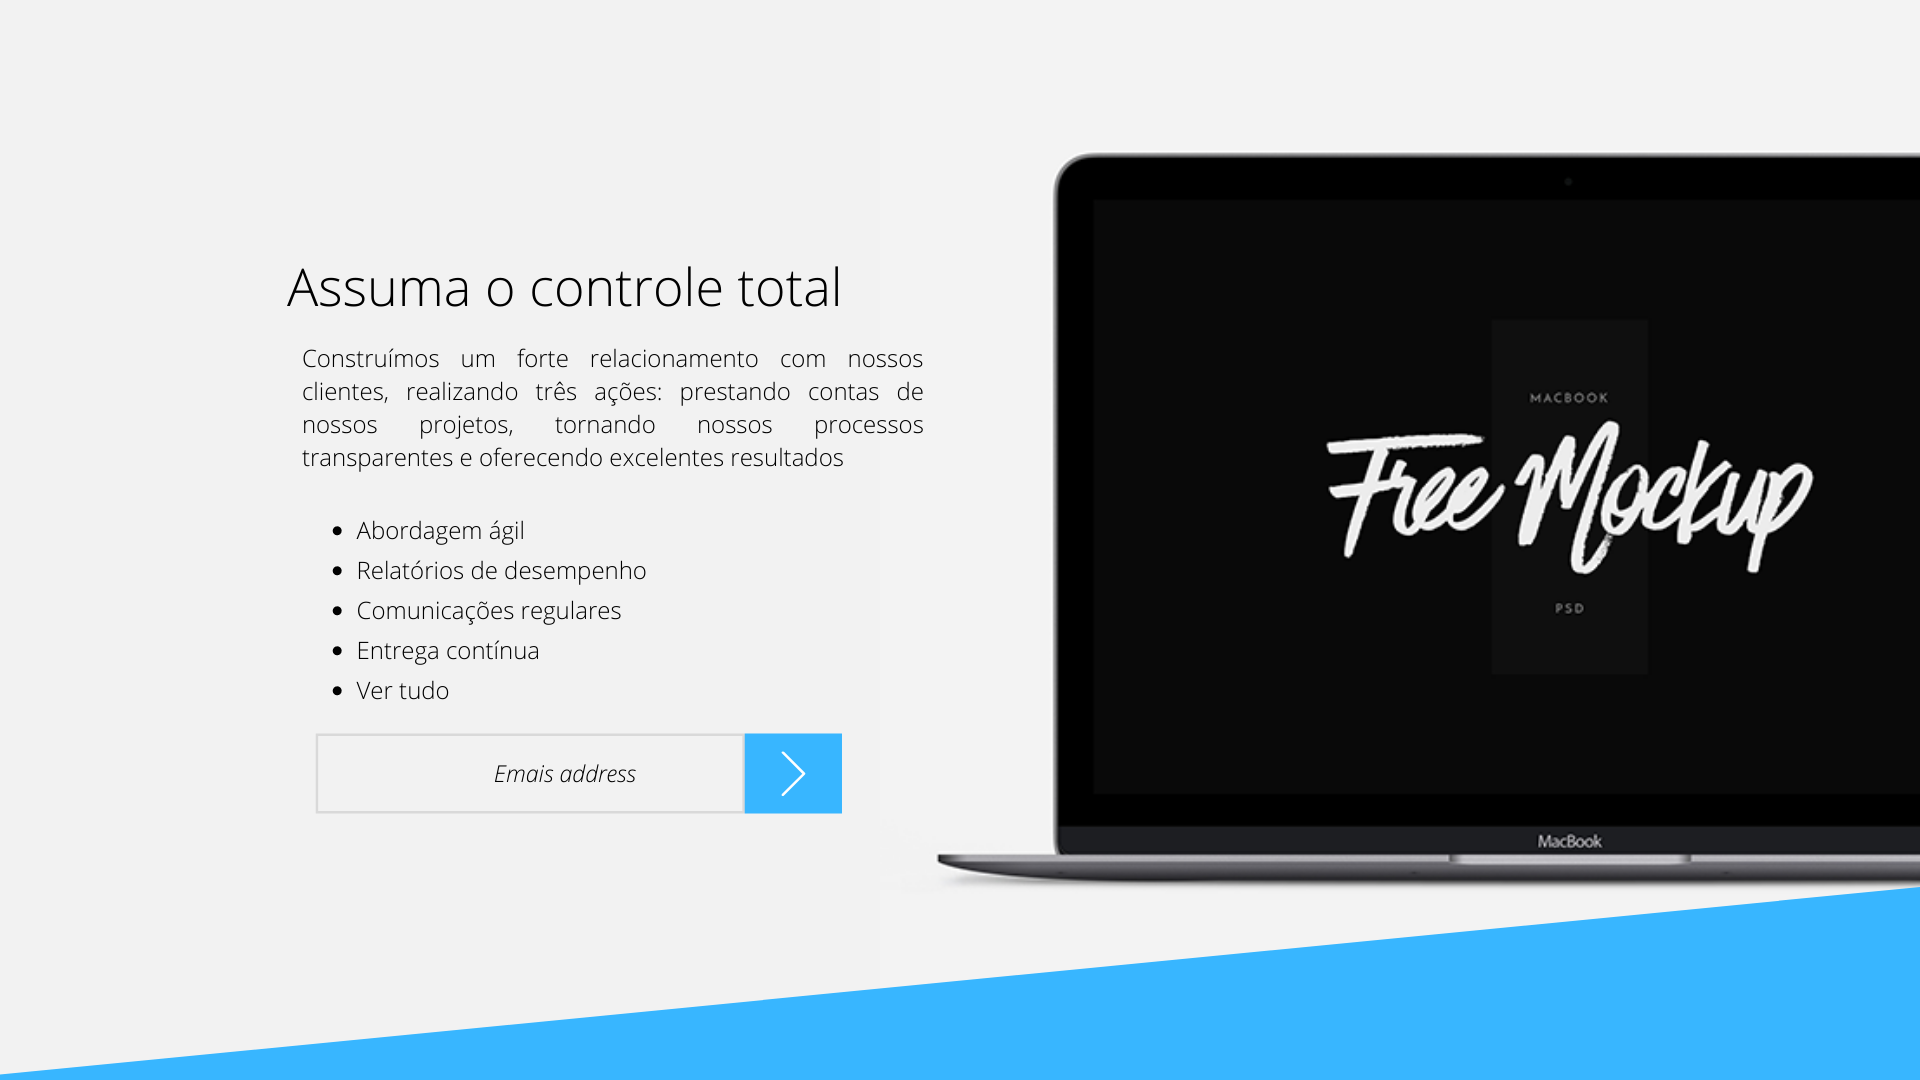 Assuma o controle total
Construímos um forte relacionamento com nossos
clientes, realizando três ações: prestando contas de
nossos projetos, tornando nossos processos
transparentes e oferecendo excelentes resultados
• Abordagem ágil
• Relatórios de desempenho
• Comunicações regulares
• Entrega contínua
• Ver tudo
Emais address
MACBOOK
Free Mockup
PSD
MacBook